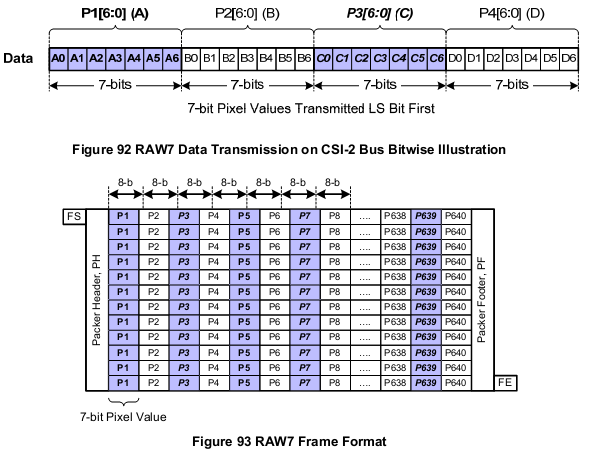 P1[6:0] (A) P2[6:0] (B) P3[6:0] (C) P4[6:0] (D)
Data A0 A1 A2 A3 A4 A5 A6 B0 B1 B2 B3 B4 B5 B6 C0 C1 C2 C3 C4 C5 C6 D0 D1 D2 D3 D4 D5 D6
7-bits 7-bits 7-bits 7-bits
7-bit Pixel Values Transmitted LS Bit First
Figure 92 RAW7 Data Transmission on CSI-2 Bus Bitwise Illustration
8-b 8-b 8-b 8-b 8-b 8-b 8-b
FS P1 P2 P3 P4 P5 P6 P7 P8 .... P638 P639 P640
P1 P2 P3 P4 P5 P6 P7 P8 .... P638 P639 P640
P1 P2 P3 P4 P5 P6 P7 P8 .... P638 P639 P640
P1 P2 P3 P4 P5 P6 P7 P8 .... P638 P639 P640
P1 P2 P3 P4 P5 P6 P7 P8 .... P638 P639 P640
P1 P2 P3 P4 P5 P6 P7 P8 .... P638 P639 P640
P1 P2 P3 P4 P5 P6 P7 P8 .... P638 P639 P640
P1 P2 P3 P4 P5 P6 P7 P8 .... P638 P639 P640
P1 P2 P3 P4 P5 P6 P7 P8 .... P638 P639 P640
P1 P2 P3 P4 P5 P6 P7 P8 .... P638 P639 P640
P1 P2 P3 P4 P5 P6 P7 P8 .... P638 P639 P640
P1 P2 P3 P4 P5 P6 P7 P8 .... P638 P639 P640 FE
Packer Header, PH
Packer Footer, PF
7-bit Pixel Value
Figure 93 RAW7 Frame Format